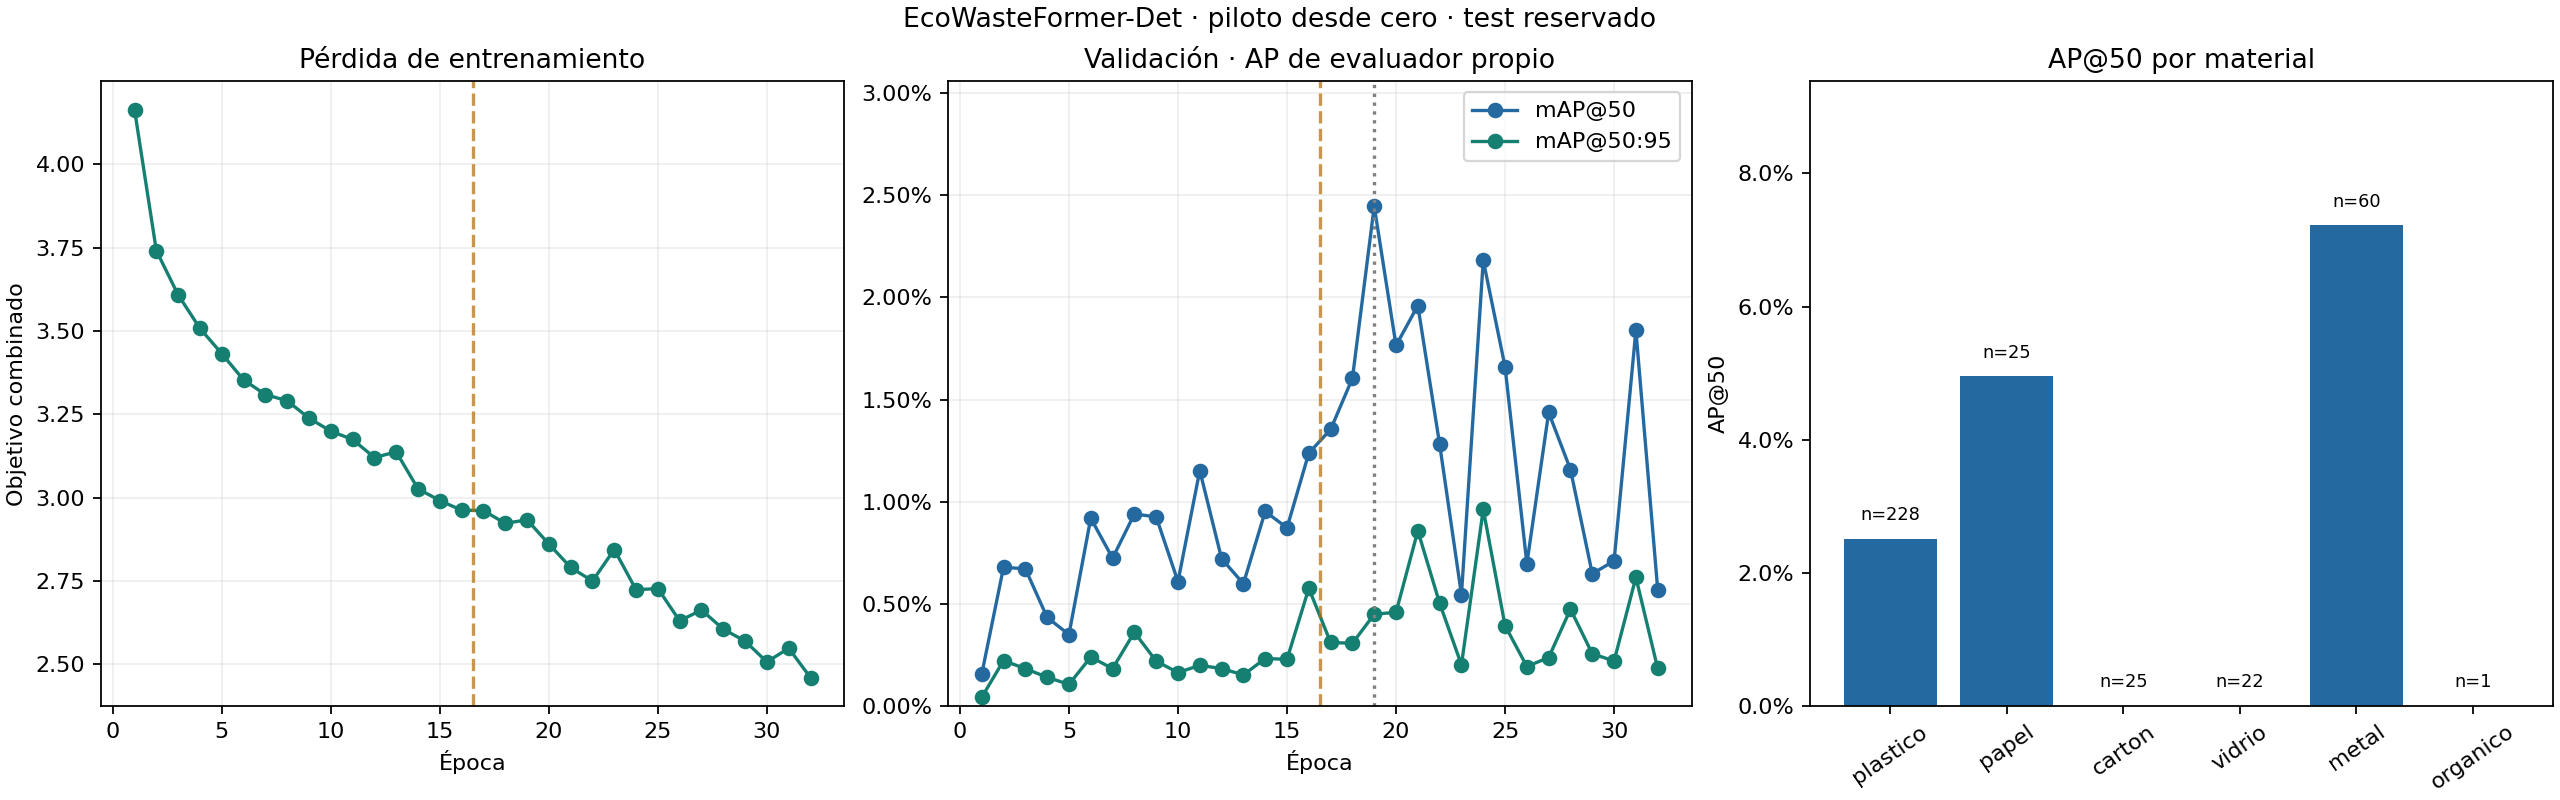 EcoWasteFormer-Det · piloto desde cero · test reservado
Pérdida de entrenamiento
Objetivo combinado
4.00
3.75
3.50
3.25
3.00
2.75
2.50
0 5 10 15 20 25 30
Época
Validación · AP de evaluador propio
mAP@50
mAP@50:95
3.00%
2.50%
2.00%
1.50%
1.00%
0.50%
0.00%
0 5 10 15 20 25 30
Época
AP@50 por material
AP@50
8.0%
6.0%
4.0%
2.0%
0.0%
n=228
n=25
n=25
n=22
n=60
n=1
plastico
papel
carton
vidrio
metal
organico